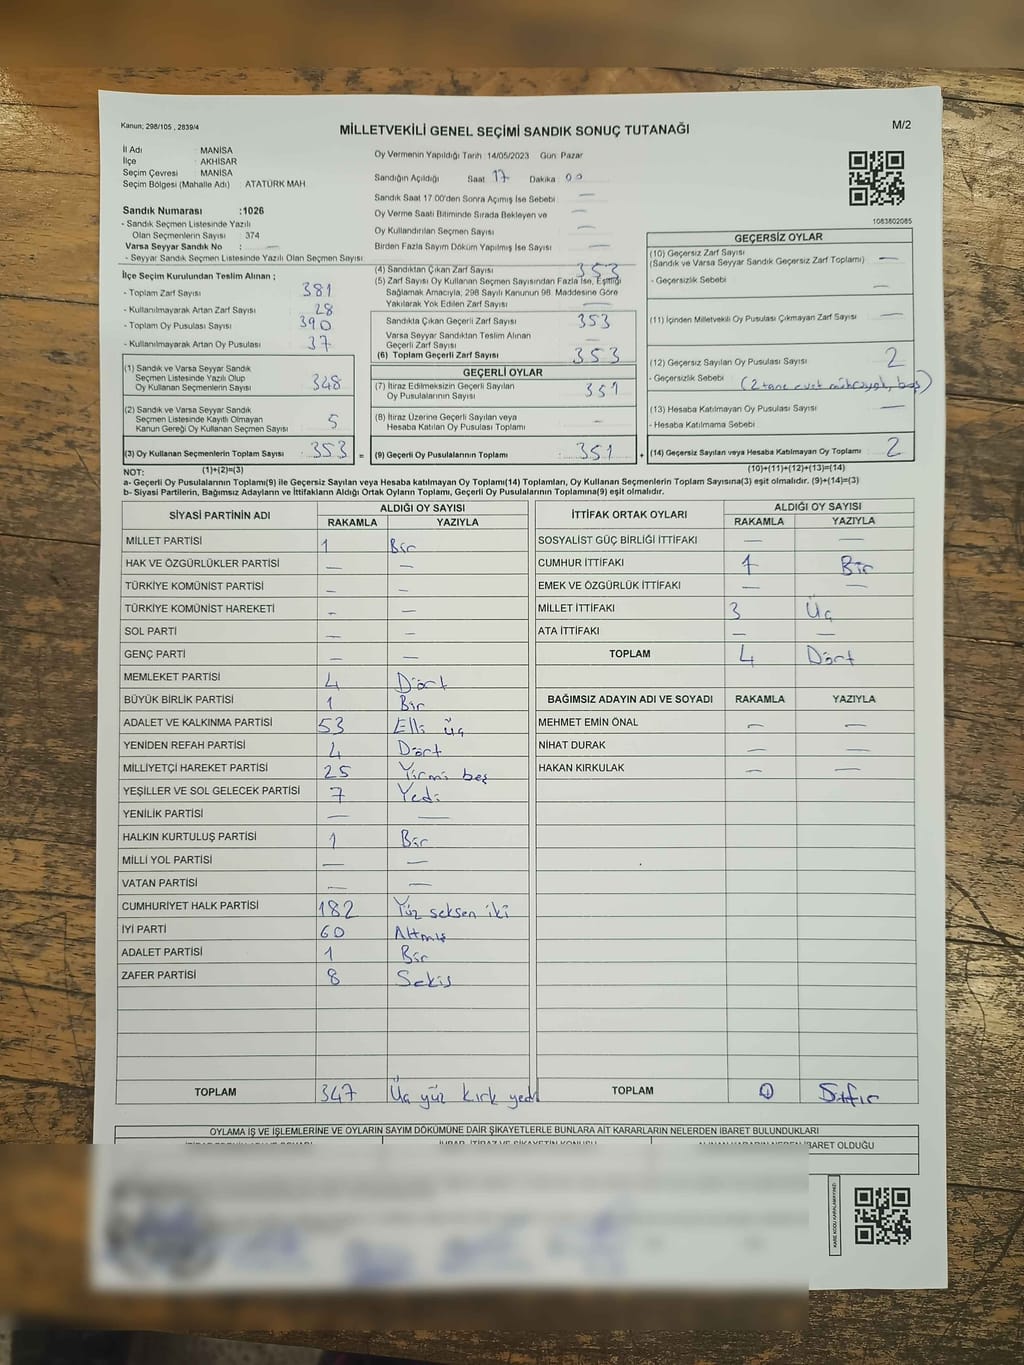 Kanun; 298/105 , 2839/4
MİLLETVEKİLİ GENEL SEÇİMİ SANDIK SONUÇ TUTANAĞI
M/2
İl Adı : MANİSA
İlçe : AKHİSAR
Seçim Çevresi : MANİSA
Seçim Bölgesi (Mahalle Adı) : ATATÜRK MAH
Oy Vermenin Yapıldığı Tarih 14/05/2023 Gün Pazar
Sandığın Açıldığı Saat 17 Dakika 00
Sandık Saat 17.00'den Sonra Açımış İse Sebebi —
Oy Verme Saati Bitiminde Sırada Bekleyen ve —
Oy Kullandırılan Seçmen Sayısı —
Birden Fazla Sayım Döküm Yapılmış İse Sayısı —
1083802085
Sandık Numarası :1026
- Sandık Seçmen Listesinde Yazılı
Olan Seçmenlerin Sayısı : 374
Varsa Seyyar Sandık No : —
- Seyyar Sandık Seçmen Listesinde Yazılı Olan Seçmen Sayısı
İlçe Seçim Kurulundan Teslim Alınan ;
- Toplam Zarf Sayısı 381
- Kullanılmayarak Artan Zarf Sayısı 28
- Toplam Oy Pusulası Sayısı 390
- Kullanılmayarak Artan Oy Pusulası 37
(1) Sandık ve Varsa Seyyar Sandık
Seçmen Listesinde Yazılı Olup
Oy Kullanan Seçmenlerin Sayısı 348
(2) Sandık ve Varsa Seyyar Sandık
Seçmen Listesinde Kayıtlı Olmayan
Kanun Gereği Oy Kullanan Seçmen Sayısı 5
(3) Oy Kullanan Seçmenlerin Toplam Sayısı : 353 =
(1)+(2)=(3)
(4) Sandıktan Çıkan Zarf Sayısı 353
(5) Zarf Sayısı Oy Kullanan Seçmen Sayısından Fazla İse, Eşitliği
Sağlamak Amacıyla, 298 Sayılı Kanunun 98. Maddesine Göre
Yakılarak Yok Edilen Zarf Sayısı —
Sandıkta Çıkan Geçerli Zarf Sayısı 353
Varsa Seyyar Sandıktan Teslim Alınan
Geçerli Zarf Sayısı —
(6) Toplam Geçerli Zarf Sayısı 353
GEÇERLİ OYLAR
(7) İtiraz Edilmeksizin Geçerli Sayılan
Oy Pusulalarının Sayısı 351
(8) İtiraz Üzerine Geçerli Sayılan veya
Hesaba Katılan Oy Pusulası Toplamı —
(9) Geçerli Oy Pusulalarının Toplamı : 351 +
GEÇERSİZ OYLAR
(10) Geçersiz Zarf Sayısı
(Sandık ve Varsa Seyyar Sandık Geçersiz Zarf Toplamı) —
- Geçersizlik Sebebi —
(11) İçinden Milletvekili Oy Pusulası Çıkmayan Zarf Sayısı —
(12) Geçersiz Sayılan Oy Pusulası Sayısı 2
- Geçersizlik Sebebi (2 tane evet mühürsüz, boş)
(13) Hesaba Katılmayan Oy Pusulası Sayısı —
- Hesaba Katılmama Sebebi
(14) Geçersiz Sayılan veya Hesaba Katılmayan Oy Toplamı : 2
(10)+(11)+(12)+(13)=(14)
NOT:
a- Geçerli Oy Pusulalarının Toplamı(9) ile Geçersiz Sayılan veya Hesaba katılmayan Oy Toplamı(14) Toplamları, Oy Kullanan Seçmenlerin Toplam Sayısına(3) eşit olmalıdır. (9)+(14)=(3)
b- Siyasi Partilerin, Bağımsız Adayların ve İttifakların Aldığı Ortak Oyların Toplamı, Geçerli Oy Pusulalarının Toplamına(9) eşit olmalıdır.
SİYASİ PARTİNİN ADI ALDIĞI OY SAYISI
RAKAMLA YAZIYLA
MİLLET PARTİSİ 1 Bir
HAK VE ÖZGÜRLÜKLER PARTİSİ — —
TÜRKİYE KOMÜNİST PARTİSİ — —
TÜRKİYE KOMÜNİST HAREKETİ — —
SOL PARTİ — —
GENÇ PARTİ — —
MEMLEKET PARTİSİ 4 Dört
BÜYÜK BİRLİK PARTİSİ 1 Bir
ADALET VE KALKINMA PARTİSİ 53 Elli üç
YENİDEN REFAH PARTİSİ 4 Dört
MİLLİYETÇİ HAREKET PARTİSİ 25 Yirmi beş
YEŞİLLER VE SOL GELECEK PARTİSİ 7 Yedi
YENİLİK PARTİSİ — —
HALKIN KURTULUŞ PARTİSİ 1 Bir
MİLLİ YOL PARTİSİ — —
VATAN PARTİSİ — —
CUMHURİYET HALK PARTİSİ 182 Yüz seksen iki
İYİ PARTİ 60 Altmış
ADALET PARTİSİ 1 Bir
ZAFER PARTİSİ 8 Sekiz
TOPLAM 347 Üç yüz kırk yedi
İTTİFAK ORTAK OYLARI ALDIĞI OY SAYISI
RAKAMLA YAZIYLA
SOSYALİST GÜÇ BİRLİĞİ İTTİFAKI — —
CUMHUR İTTİFAKI 1 Bir
EMEK VE ÖZGÜRLÜK İTTİFAKI — —
MİLLET İTTİFAKI 3 Üç
ATA İTTİFAKI — —
TOPLAM 4 Dört
BAĞIMSIZ ADAYIN ADI VE SOYADI RAKAMLA YAZIYLA
MEHMET EMİN ÖNAL — —
NİHAT DURAK — —
HAKAN KIRKULAK — —
TOPLAM 0 Sıfır
OYLAMA İŞ VE İŞLEMLERİNE VE OYLARIN SAYIM DÖKÜMÜNE DAİR ŞİKAYETLERLE BUNLARA AİT KARARLARIN NELERDEN İBARET BULUNDUKLARI
İBARET OLDUĞU